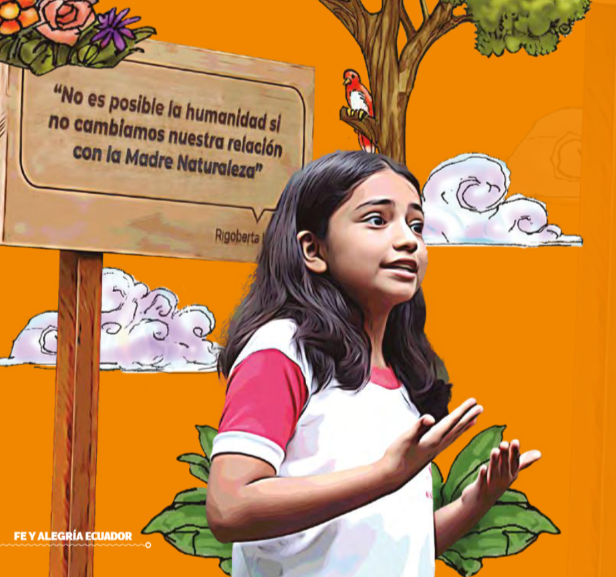 “No es posible la humanidad si
no cambiamos nuestra relación
con la Madre Naturaleza”
Rigoberta
FE Y ALEGRÍA ECUADOR